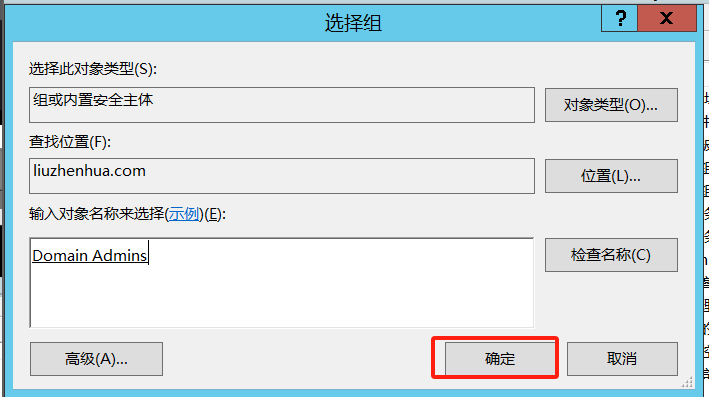 选择组
? X
选择此对象类型(S):
组或内置安全主体
对象类型(O)...
查找位置(F):
liuzhenhua.com
位置(L)...
输入对象名称来选择(示例)(E):
Domain Admins
检查名称(C)
高级(A)...
确定
取消